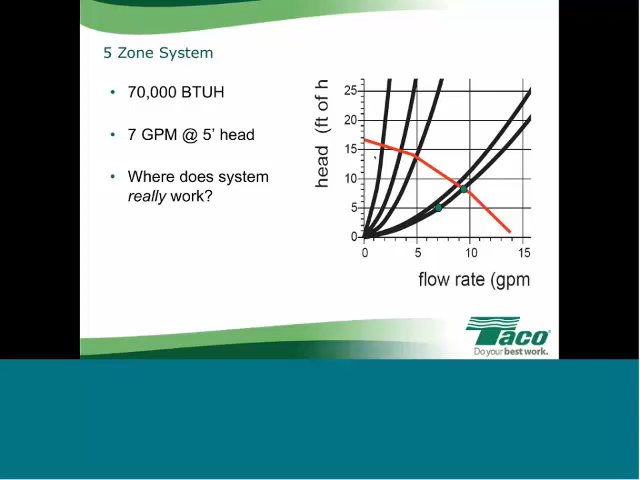 5 Zone System
• 70,000 BTUH
• 7 GPM @ 5' head
• Where does system
really work?
head (ft of h
25
20
15
10
5
0
0 5 10 15
flow rate (gpm
Taco®
Do your best work.